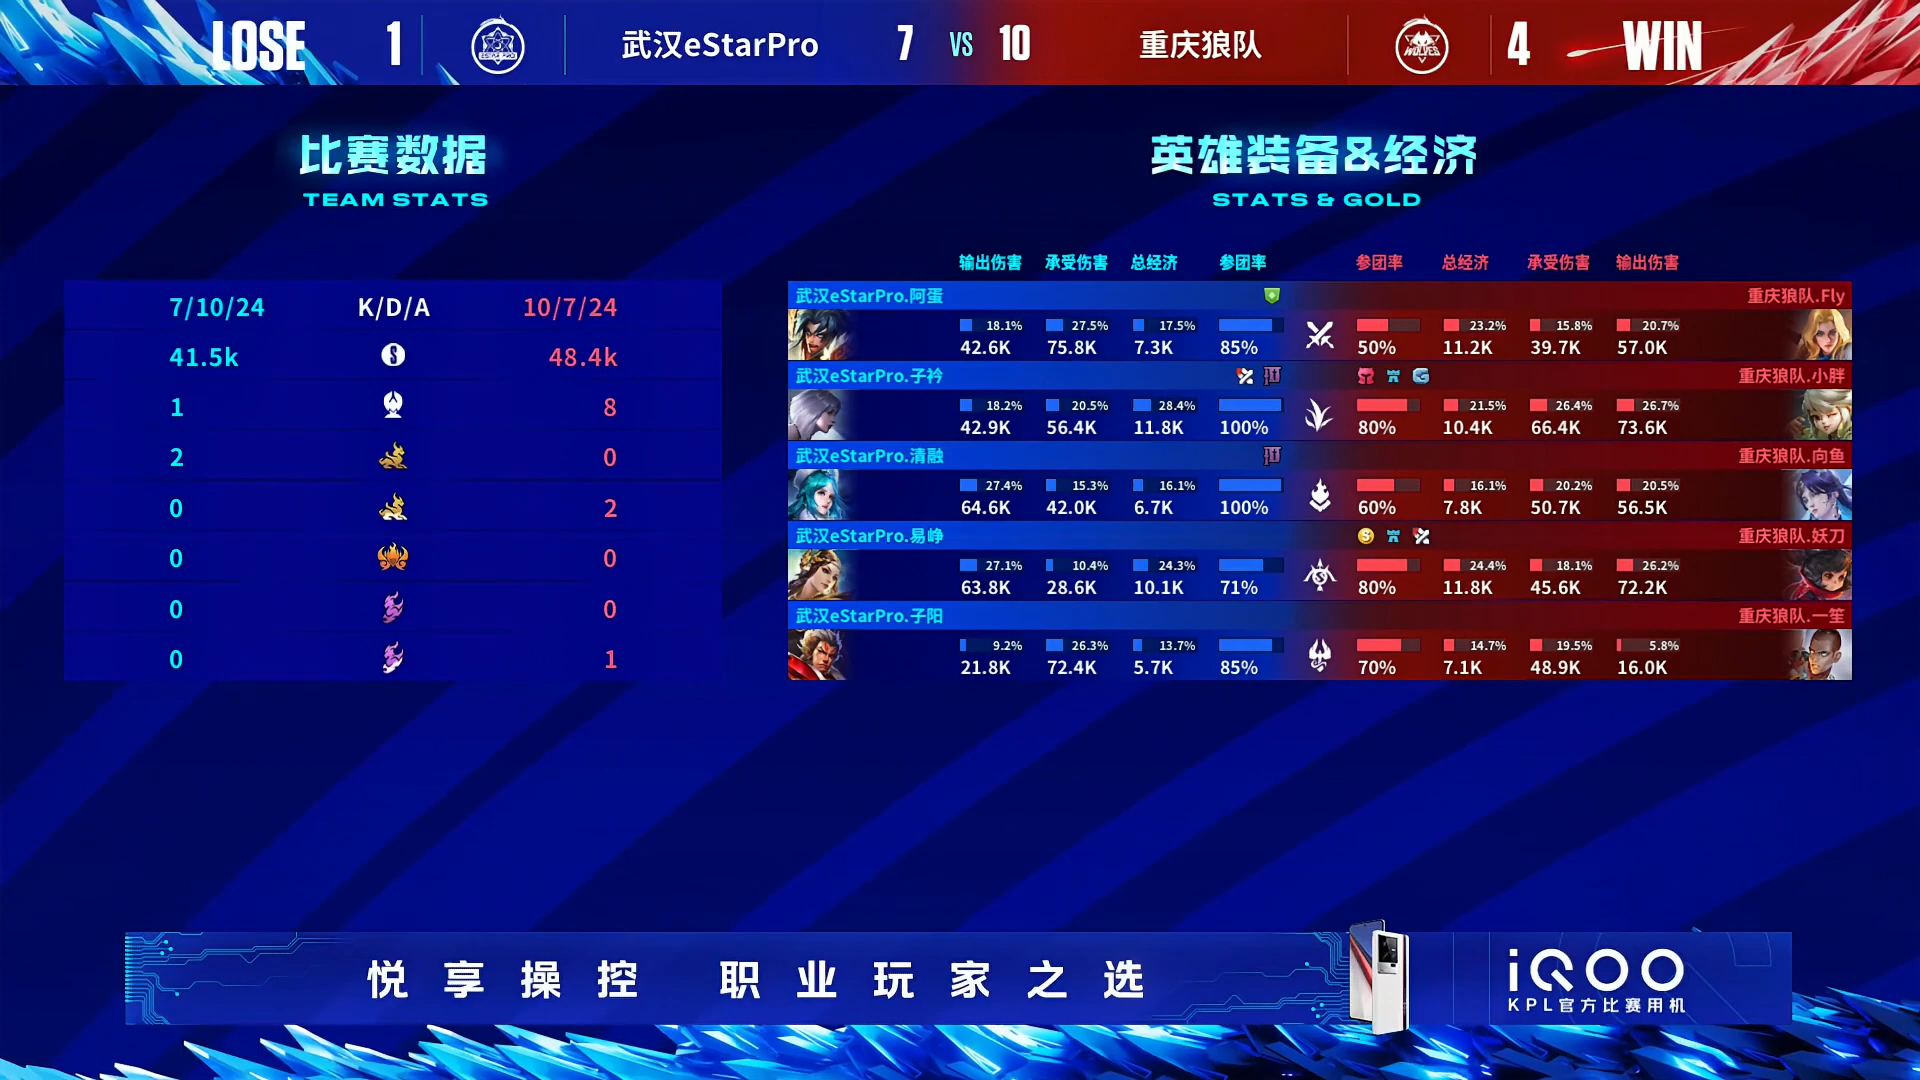 LOSE 1 武汉eStarPro 7 VS 10 重庆狼队 4 WIN
比赛数据
TEAM STATS
7/10/24 K/D/A 10/7/24
41.5k 48.4k
1 8
2 0
0 2
0 0
0 0
0 1
英雄装备&经济
STATS & GOLD
输出伤害 承受伤害 总经济 参团率 参团率 总经济 承受伤害 输出伤害
武汉eStarPro.阿蛋 重庆狼队.Fly
18.1% 27.5% 17.5% 23.2% 15.8% 20.7%
42.6K 75.8K 7.3K 85% 50% 11.2K 39.7K 57.0K
武汉eStarPro.子衿 重庆狼队.小胖
18.2% 20.5% 28.4% 21.5% 26.4% 26.7%
42.9K 56.4K 11.8K 100% 80% 10.4K 66.4K 73.6K
武汉eStarPro.清融 重庆狼队.向鱼
27.4% 15.3% 16.1% 16.1% 20.2% 20.5%
64.6K 42.0K 6.7K 100% 60% 7.8K 50.7K 56.5K
武汉eStarPro.易峥 重庆狼队.妖刀
27.1% 10.4% 24.3% 24.4% 18.1% 26.2%
63.8K 28.6K 10.1K 71% 80% 11.8K 45.6K 72.2K
武汉eStarPro.子阳 重庆狼队.一笙
9.2% 26.3% 13.7% 14.7% 19.5% 5.8%
21.8K 72.4K 5.7K 85% 70% 7.1K 48.9K 16.0K
悦享操控 职业玩家之选
iQOO
KPL官方比赛用机